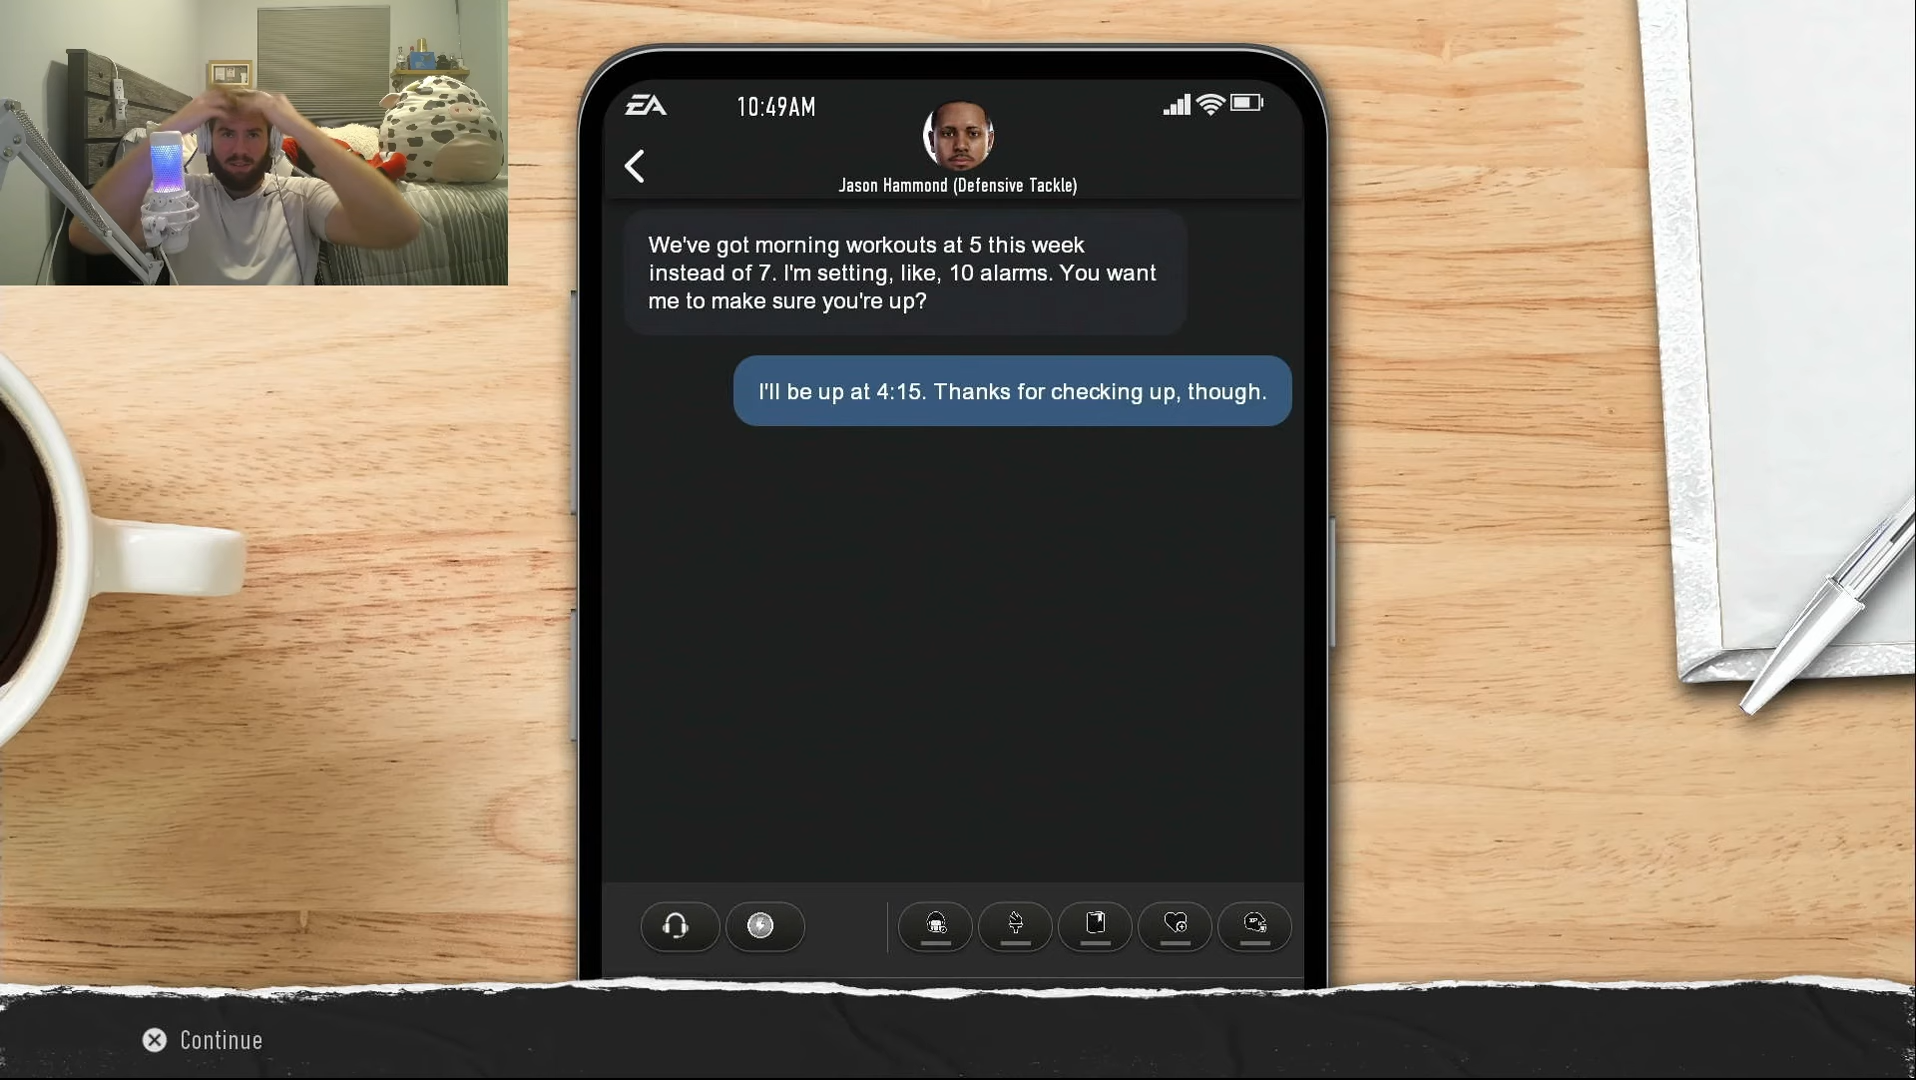 EA
10:49AM
Jason Hammond (Defensive Tackle)
We've got morning workouts at 5 this week
instead of 7. I'm setting, like, 10 alarms. You want
me to make sure you're up?
I'll be up at 4:15. Thanks for checking up, though.
Continue